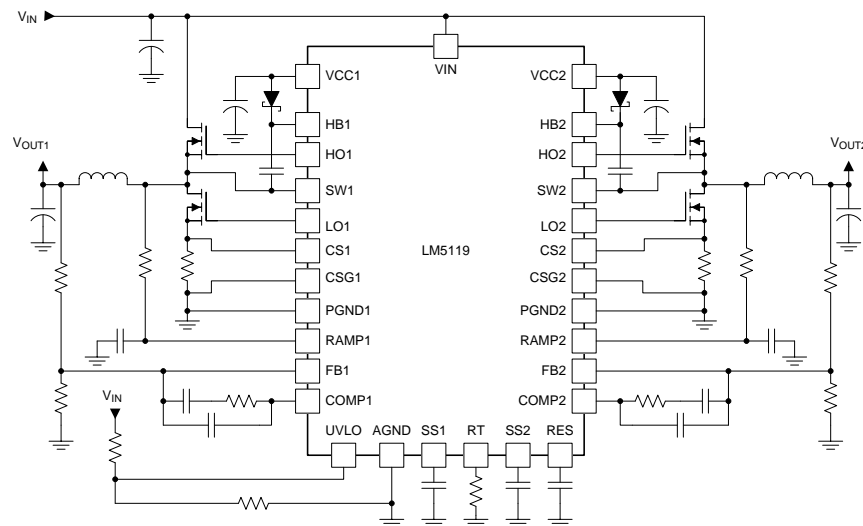 VIN
VIN
VCC1
VCC2
HB1
HB2
VOUT1
VOUT2
HO1
HO2
SW1
SW2
LO1
LO2
CS1
LM5119
CS2
CSG1
CSG2
PGND1
PGND2
RAMP1
RAMP2
FB1
FB2
VIN
COMP1
COMP2
UVLO
AGND
SS1
RT
SS2
RES